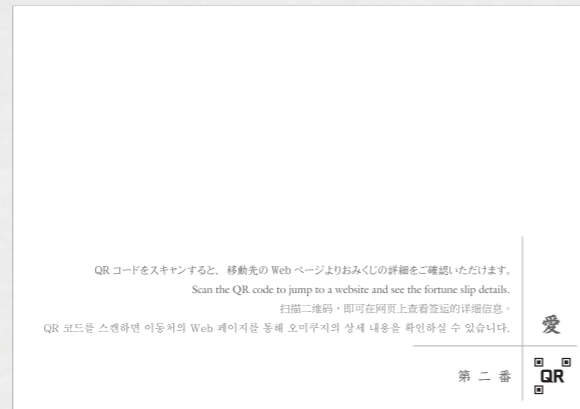 QR コードをスキャンすると、移動先の Web ページよりおみくじの詳細をご確認いただけます。
Scan the QR code to jump to a website and see the fortune slip details.
扫描二维码，即可在网页上查看签运的详细信息。
QR 코드를 스캔하면 이동처의 Web 페이지를 통해 오미쿠지의 상세 내용을 확인하실 수 있습니다.
愛
第二番
QR